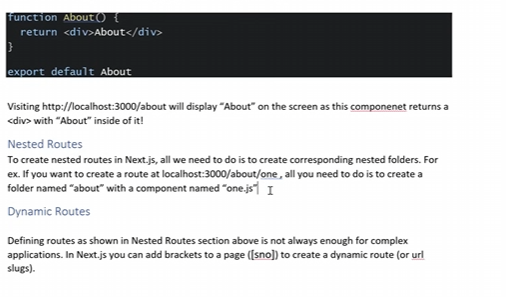 function About() {
return <div>About</div>
}
export default About
Visiting http://localhost:3000/about will display “About” on the screen as this componenet returns a
<div> with “About” inside of it!
Nested Routes
To create nested routes in Next.js, all we need to do is to create corresponding nested folders. For
ex. If you want to create a route at localhost:3000/about/one , all you need to do is to create a
folder named “about” with a component named “one.js”
Dynamic Routes
Defining routes as shown in Nested Routes section above is not always enough for complex
applications. In Next.js you can add brackets to a page ([sno]) to create a dynamic route (or url
slugs).